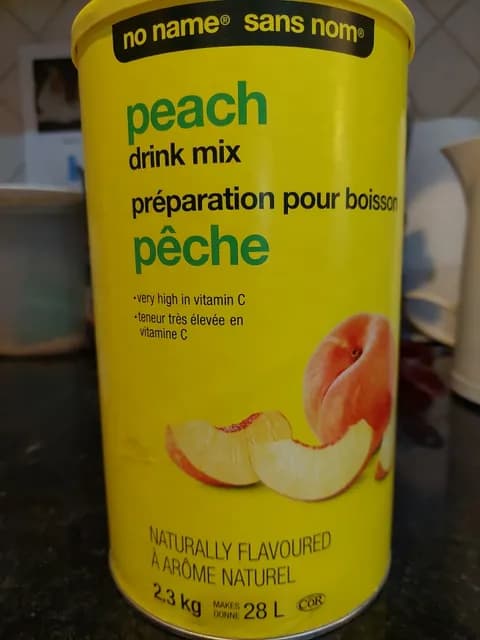 no name® sans nom®
peach
drink mix
préparation pour boisson
pêche
•very high in vitamin C
•teneur très élevée en
vitamine C
NATURALLY FLAVOURED
À ARÔME NATUREL
2.3 kg MAKES DONNE 28 L COR